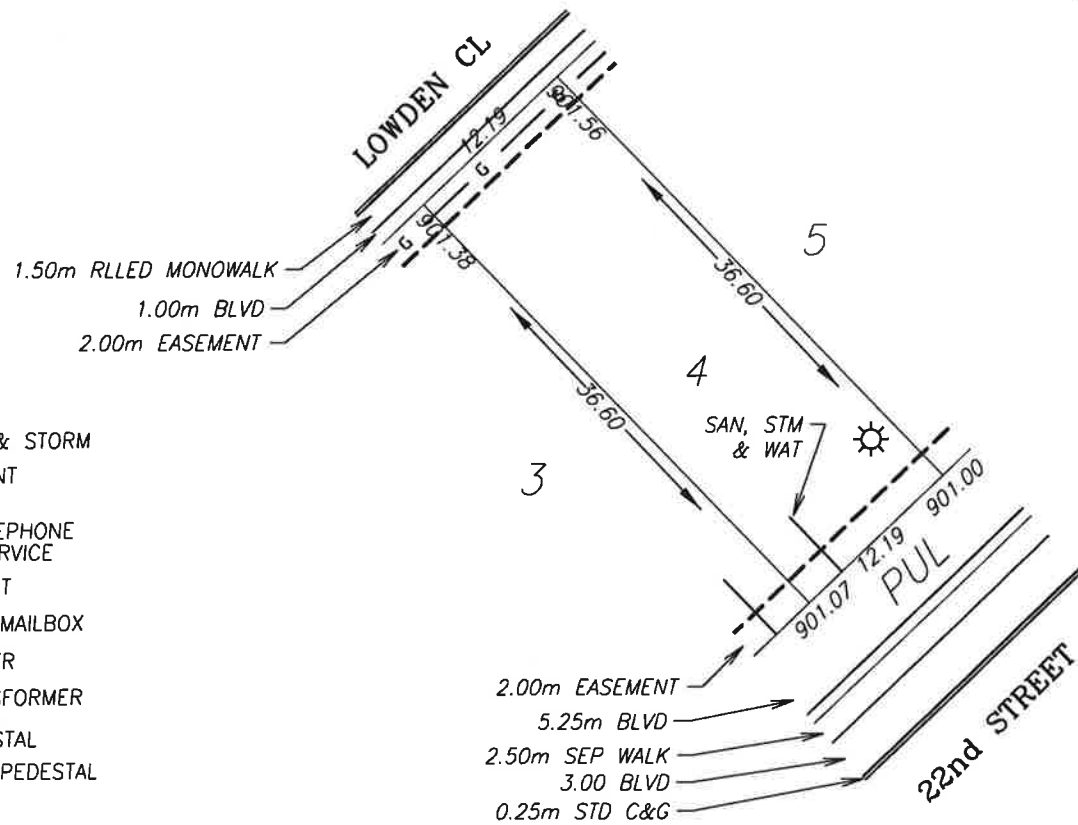 LOWDEN CL
12.19
901.56
G
G
901.38
1.50m RLLED MONOWALK
1.00m BLVD
2.00m EASEMENT
5
36.60
4
36.60
SAN, STM
& WAT
3
& STORM
NT
EPHONE
RVICE
T
MAILBOX
ER
SFORMER
STAL
PEDESTAL
901.00
12.19
901.07
PUL
2.00m EASEMENT
5.25m BLVD
2.50m SEP WALK
3.00 BLVD
0.25m STD C&G
22nd STREET